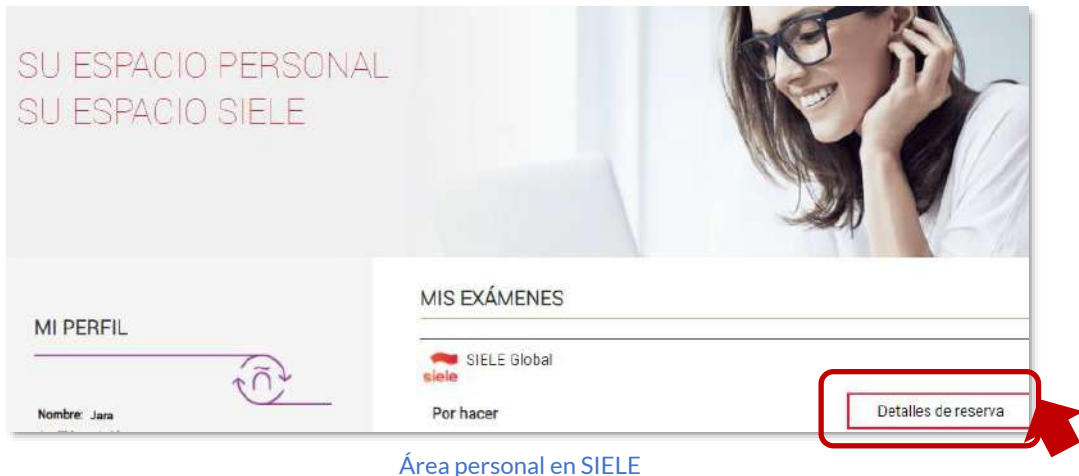 SU ESPACIO PERSONAL
SU ESPACIO SIELE
MI PERFIL
ñ
Nombre: Jara
MIS EXÁMENES
siele
SIELE Global
Por hacer
Detalles de reserva
Área personal en SIELE